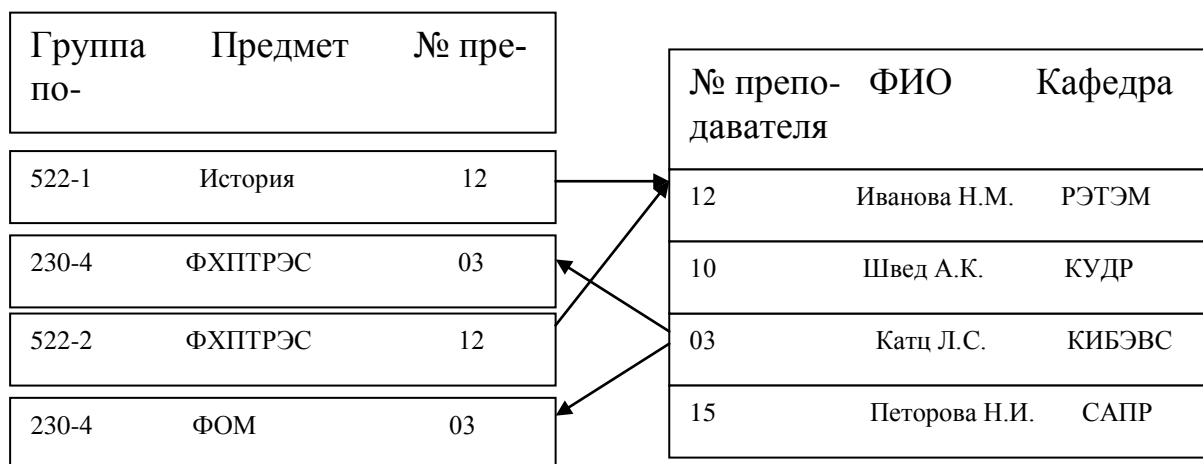 Группа Предмет № пре-
по-
522-1 История 12
230-4 ФХПТРЭС 03
522-2 ФХПТРЭС 12
230-4 ФОМ 03
№ препо- ФИО Кафедра
давателя
12 Иванова Н.М. РЭТЭМ
10 Швед А.К. КУДР
03 Катц Л.С. КИБЭВС
15 Петорова Н.И. САПР